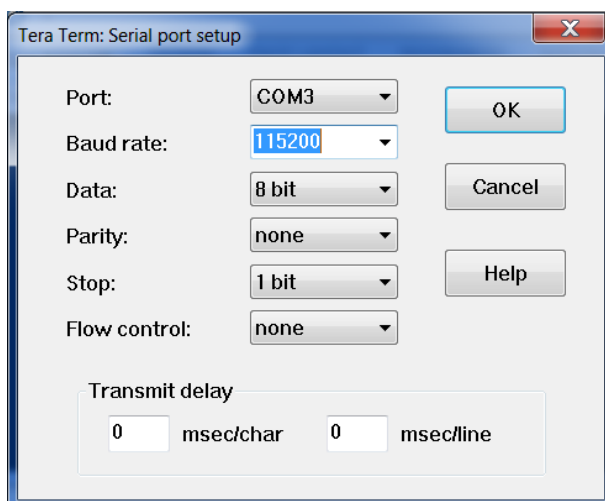 Tera Term: Serial port setup
X
Port: COM3
OK
Baud rate: 115200
Data: 8 bit
Cancel
Parity: none
Stop: 1 bit
Help
Flow control: none
Transmit delay
0 msec/char 0 msec/line